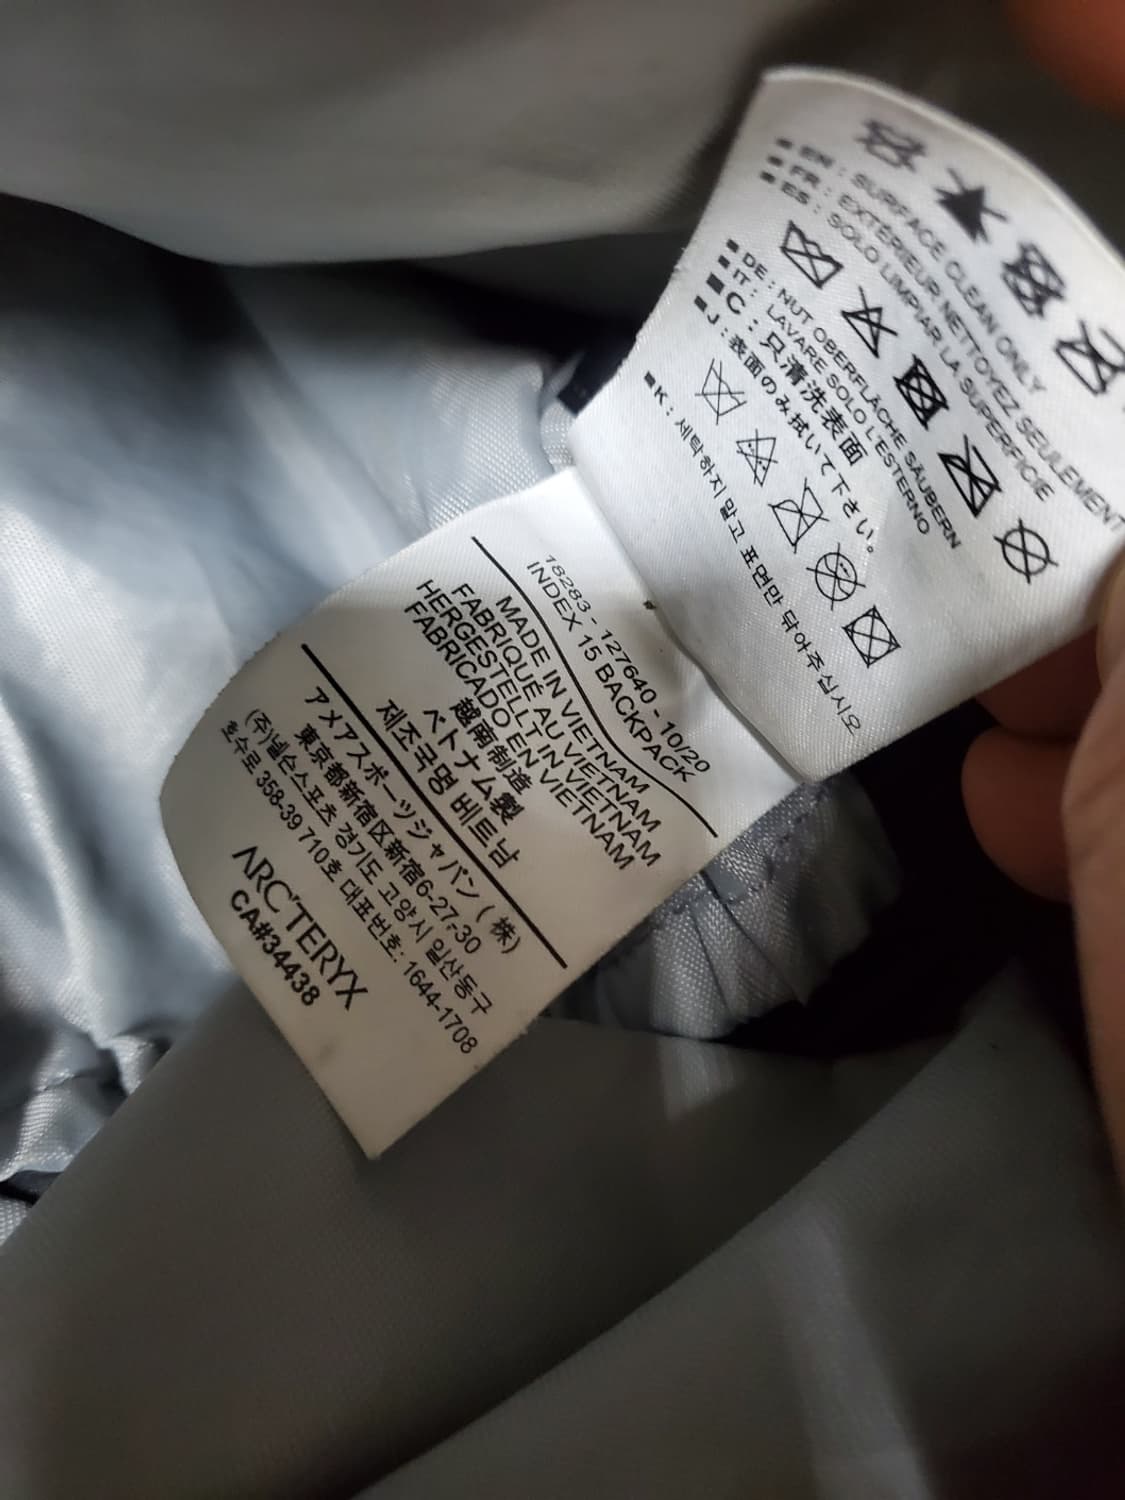 EN : SURFACE CLEAN ONLY
FR : EXTÉRIEUR NETTOYEZ SEULEMENT
ES : SOLO LIMPIAR LA SUPERFICIE
DE : NUT OBERFLÄCHE SÄUBERN
IT : LAVARE SOLO L'ESTERNO
C : 只清洗表面
J : 表面のみ拭いて下さい。
K : 세탁하지 말고 표면만 닦아주십시오
18283 - 127640 - 10/20
INDEX 15 BACKPACK
MADE IN VIETNAM
FABRIQUÉ AU VIETNAM
HERGESTELLT IN VIETNAM
FABRICADO EN VIETNAM
越南制造
ベトナム製
제조국명 베트남
アメアスポーツジャパン (株)
東京都新宿区新宿6-27-30
(주)넬슨스포츠 경기도 고양시 일산동구
호수로 358-39 710호 대표번호: 1644-1708
ARC'TERYX
CA#34438